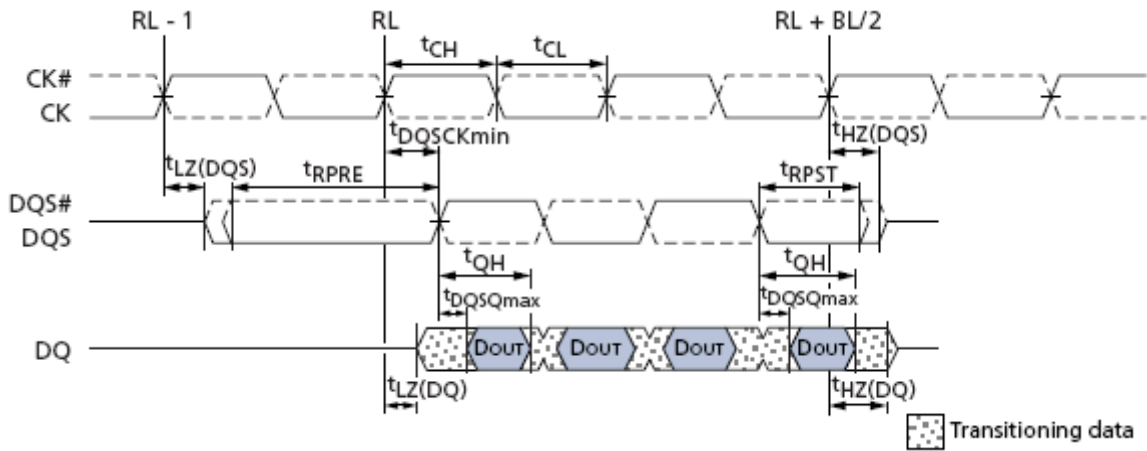 RL - 1 RL RL + BL/2
tCH tCL
CK#
CK
tDQSCKmin tHZ(DQS)
tLZ(DQS) tRPRE tRPST
DQS#
DQS
tQH tQH
tDQSQmax tDQSQmax
DQ DOUT DOUT DOUT DOUT
tLZ(DQ) tHZ(DQ)
Transitioning data